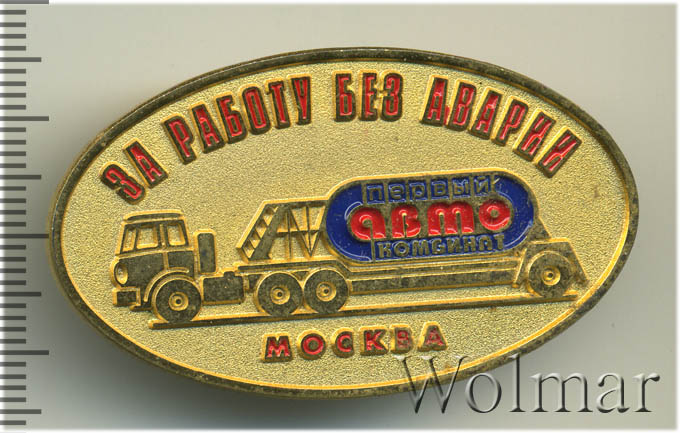 ЗА РАБОТУ БЕЗ АВАРИИ
первый
авто
комбинат
МОСКВА
Wolmar